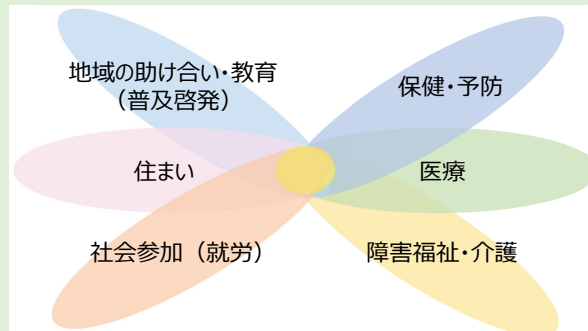 地域の助け合い・教育
（普及啓発）
保健・予防
住まい
医療
社会参加（就労）
障害福祉・介護